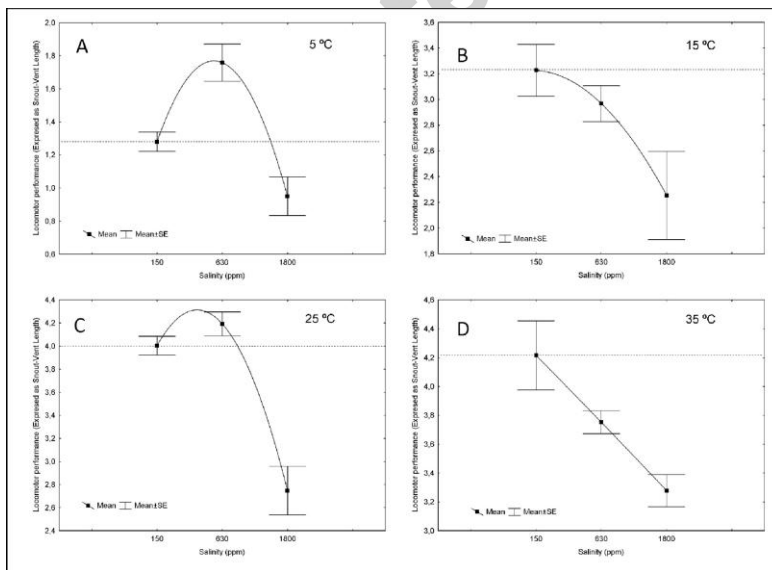 A
5 ºC
Locomotor performance (Expresed as Snout-Vent Length)
2,0
1,8
1,6
1,4
1,2
1,0
0,8
0,6
Mean Mean±SE
150 630 1800
Salinity (ppm)
B
15 ºC
Locomotor performance (Expresed as Snout-Vent Length)
3,6
3,4
3,2
3,0
2,8
2,6
2,4
2,2
2,0
1,8
Mean Mean±SE
150 630 1800
Salinity (ppm)
C
25 ºC
Locomotor performance (Expresed as Snout-Vent Length)
4,4
4,2
4,0
3,8
3,6
3,4
3,2
3,0
2,8
2,6
2,4
Mean Mean±SE
150 630 1800
Salinity (ppm)
D
35 ºC
Locomotor performance (Expresed as Snout-Vent Length)
4,6
4,4
4,2
4,0
3,8
3,6
3,4
3,2
3,0
Mean Mean±SE
150 630 1800
Salinity (ppm)